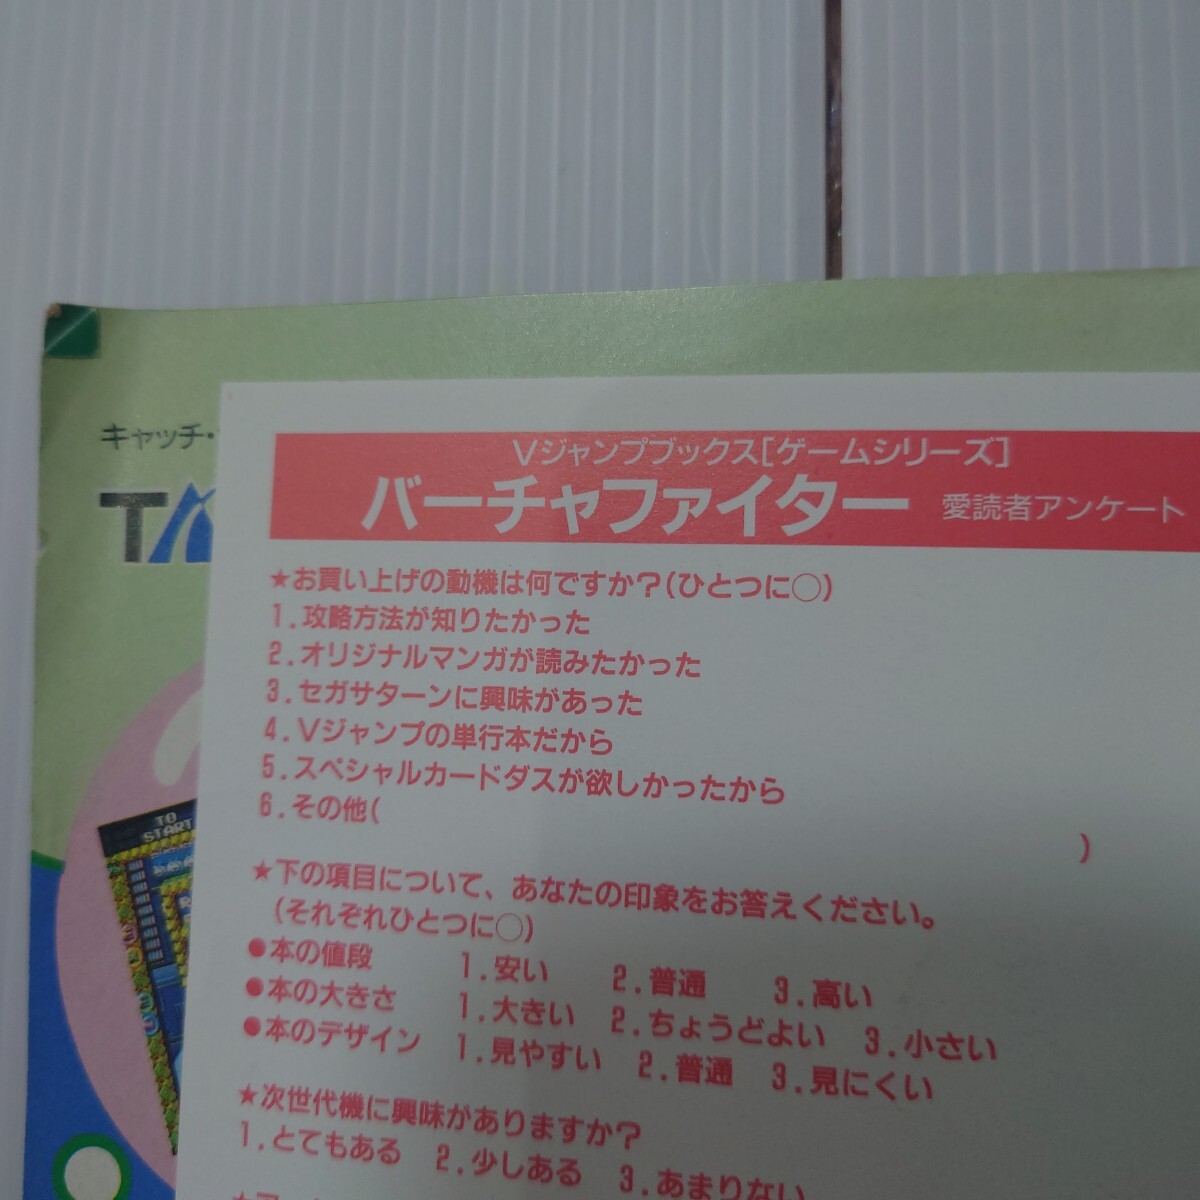 キャッチ・
TA
TO
START
Vジャンプブックス[ゲームシリーズ]
バーチャファイター 愛読者アンケート
★お買い上げの動機は何ですか?(ひとつに○)
1.攻略方法が知りたかった
2.オリジナルマンガが読みたかった
3.セガサターンに興味があった
4.Vジャンプの単行本だから
5.スペシャルカードダスが欲しかったから
6.その他( )
★下の項目について、あなたの印象をお答えください。
(それぞれひとつに○)
●本の値段 1.安い 2.普通 3.高い
●本の大きさ 1.大きい 2.ちょうどよい 3.小さい
●本のデザイン 1.見やすい 2.普通 3.見にくい
★次世代機に興味がありますか?
1.とてもある 2.少しある 3.あまりない